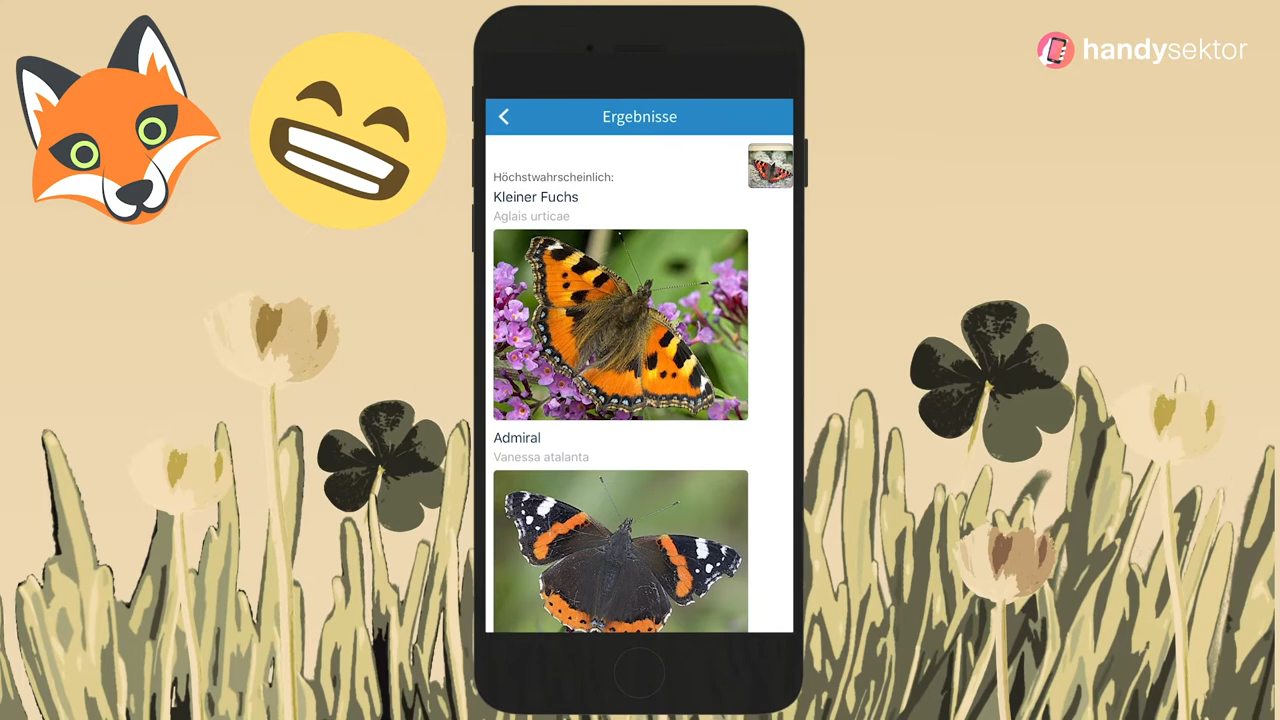 handysektor
Ergebnisse
Höchstwahrscheinlich:
Kleiner Fuchs
Aglais urticae
Admiral
Vanessa atalanta